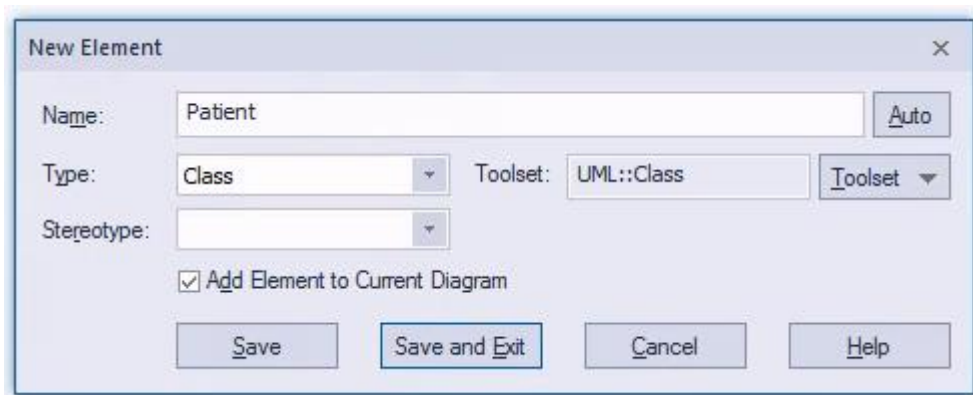 New Element
Name: Patient Auto
Type: Class Toolset: UML::Class Toolset
Stereotype:
Add Element to Current Diagram
Save Save and Exit Cancel Help